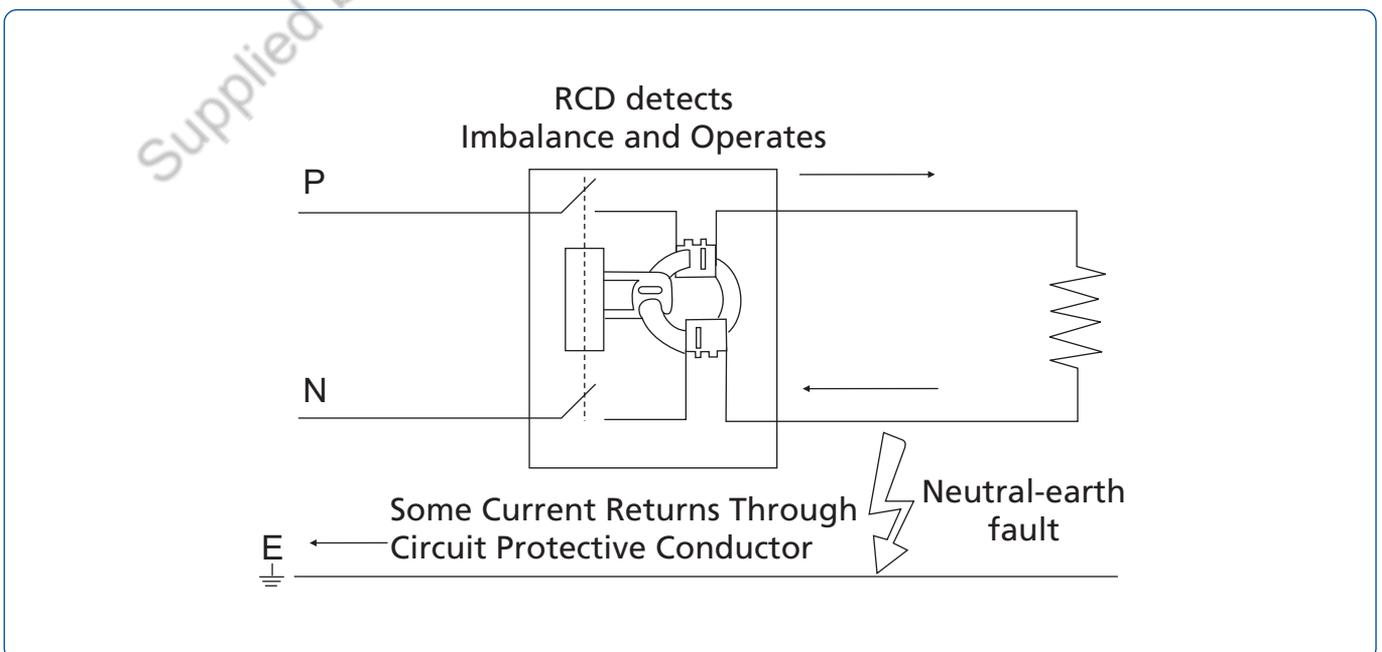 Supplied
RCD detects
Imbalance and Operates
P
N
Neutral-earth
fault
Some Current Returns Through
Circuit Protective Conductor
E